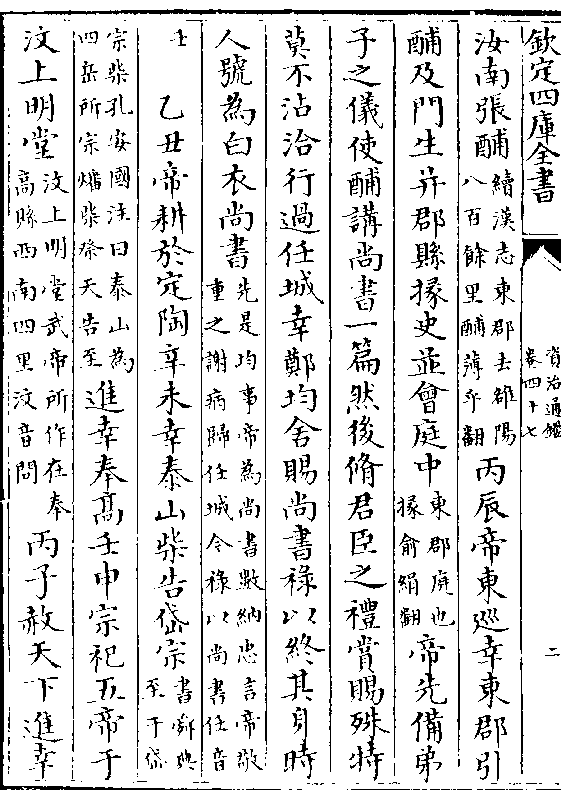 欽定四庫全書
資治通鑑
卷四十七
二
汝南張酺續漢志東郡去雒陽八百餘里酺薄乎翻丙辰帝東巡幸東郡引
酺及門生并郡縣掾史並會庭中東郡庭也掾俞絹翻帝先備弟
子之儀使酺講尚書一篇然後脩君臣之禮賞賜殊特
莫不沾洽行過任城幸鄭均舍賜尚書祿以終其身時
人號為白衣尚書先是均事帝為尚書數納忠言帝敬重之謝病歸任城令祿以尚書任音
壬乙丑帝耕於定陶辛未幸泰山柴告岱宗書舜典至于岱
宗柴孔安國注曰泰山為四岳所宗燔柴祭天告至進幸奉高壬申宗祀五帝于
汶上明堂汶上明堂武帝所作在奉高縣西南四里汶音問丙子赦天下進幸